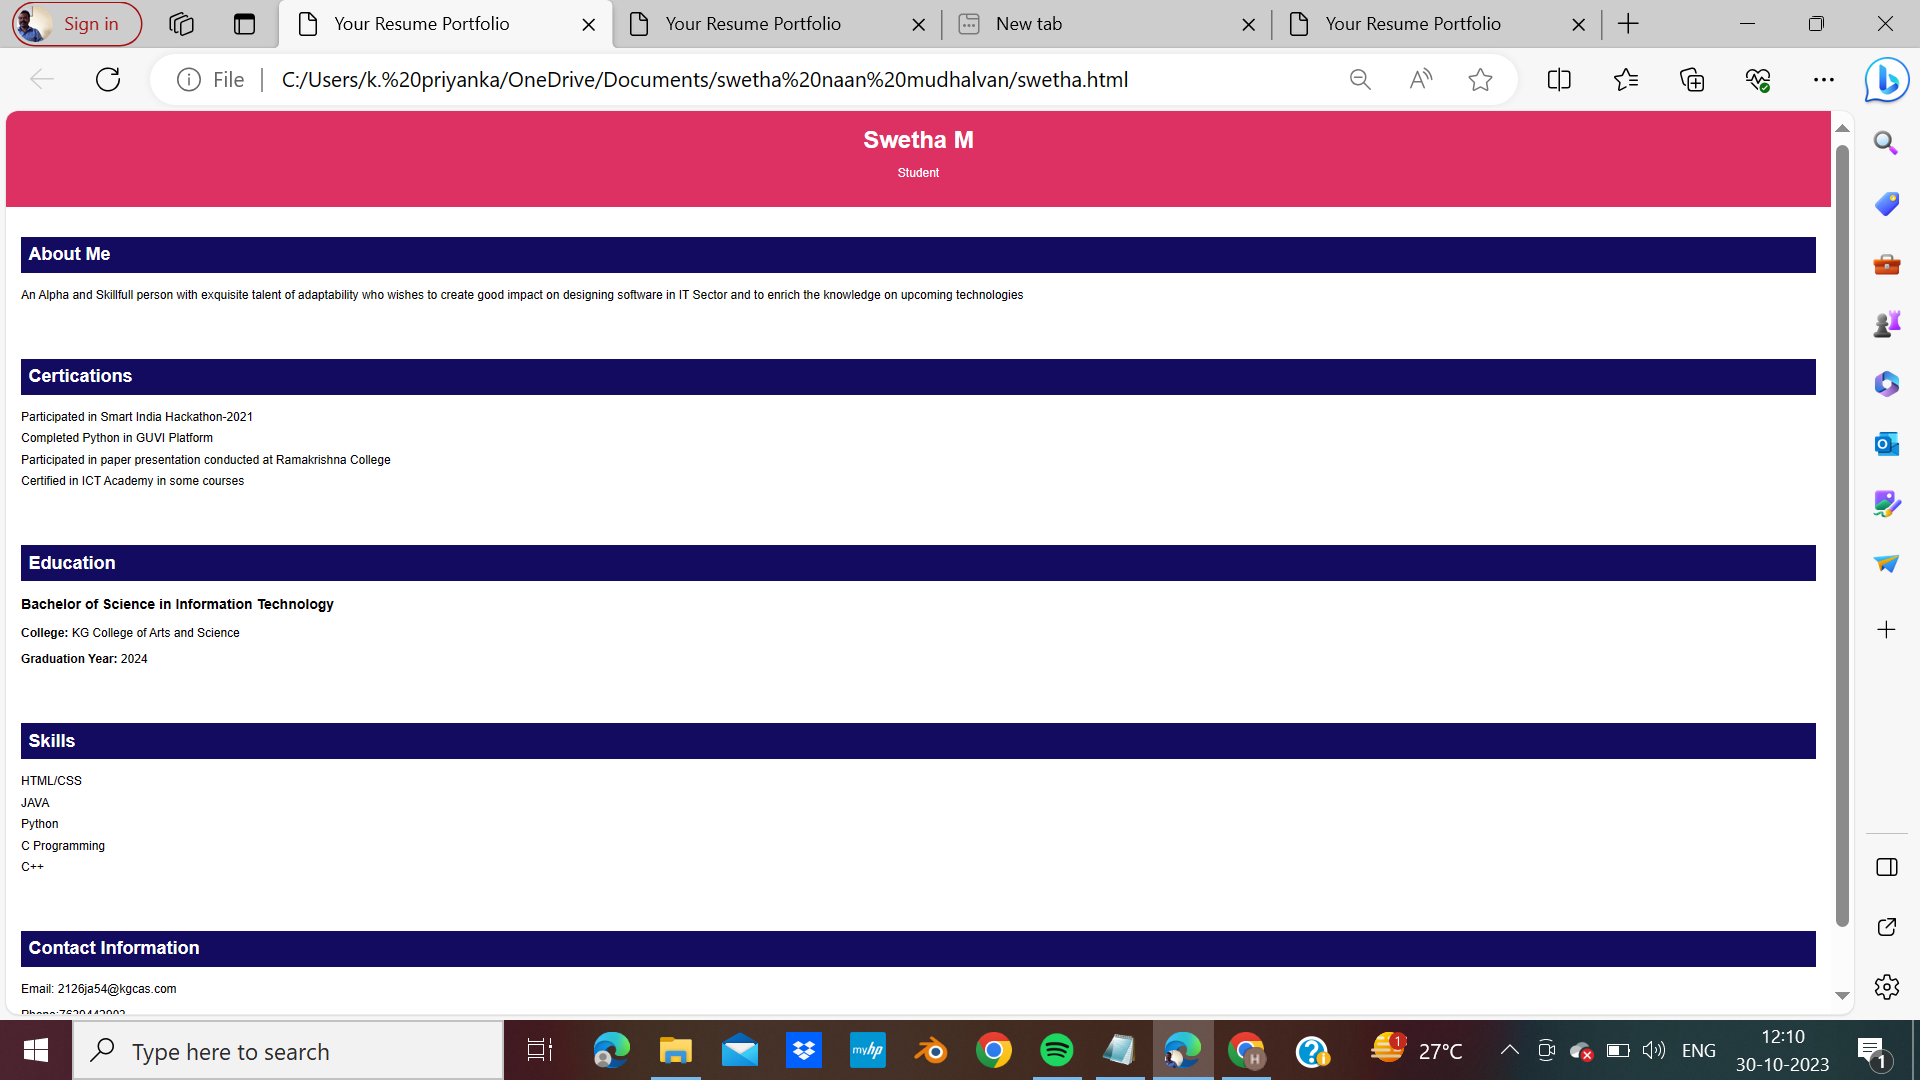 Sign in
Your Resume Portfolio
Your Resume Portfolio
New tab
Your Resume Portfolio
File
C:/Users/k.%20priyanka/OneDrive/Documents/swetha%20naan%20mudhalvan/swetha.html
Swetha M
Student
About Me
An Alpha and Skillfull person with exquisite talent of adaptability who wishes to create good impact on designing software in IT Sector and to enrich the knowledge on upcoming technologies
Certications
Participated in Smart India Hackathon-2021
Completed Python in GUVI Platform
Participated in paper presentation conducted at Ramakrishna College
Certified in ICT Academy in some courses
Education
Bachelor of Science in Information Technology
College: KG College of Arts and Science
Graduation Year: 2024
Skills
HTML/CSS
JAVA
Python
C Programming
C++
Contact Information
Email: 2126ja54@kgcas.com
Type here to search
myhp
1
27°C
ENG
12:10
30-10-2023
1